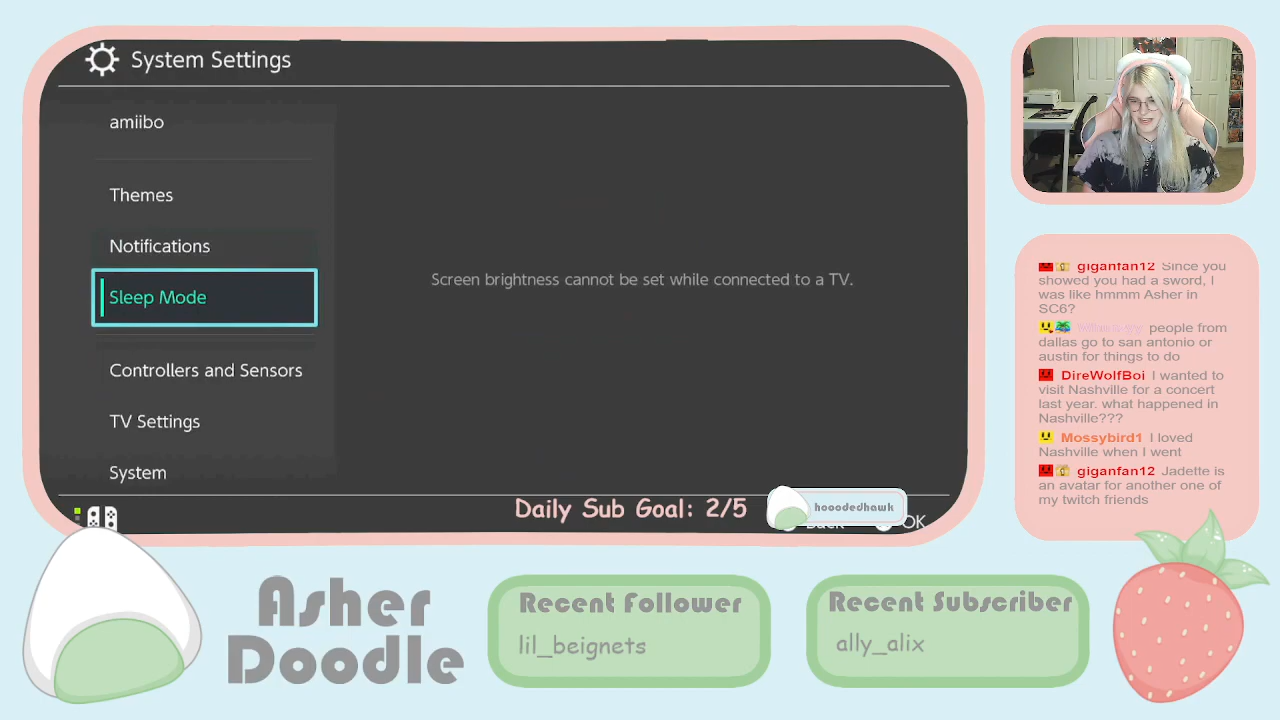 System Settings
amiibo
Themes
Notifications
Sleep Mode
Controllers and Sensors
TV Settings
System
Screen brightness cannot be set while connected to a TV.
Daily Sub Goal: 2/5
hooodedhawk
Back
OK
giganfan12 Since you
showed you had a sword, I
was like hmmm Asher in
SC6?
people from
dallas go to san antonio or
austin for things to do
DireWolfBoi I wanted to
visit Nashville for a concert
last year. what happened in
Nashville???
Mossybird1 I loved
Nashville when I went
giganfan12 Jadette is
an avatar for another one of
my twitch friends
Asher
Doodle
Recent Follower
lil_beignets
Recent Subscriber
ally_alix